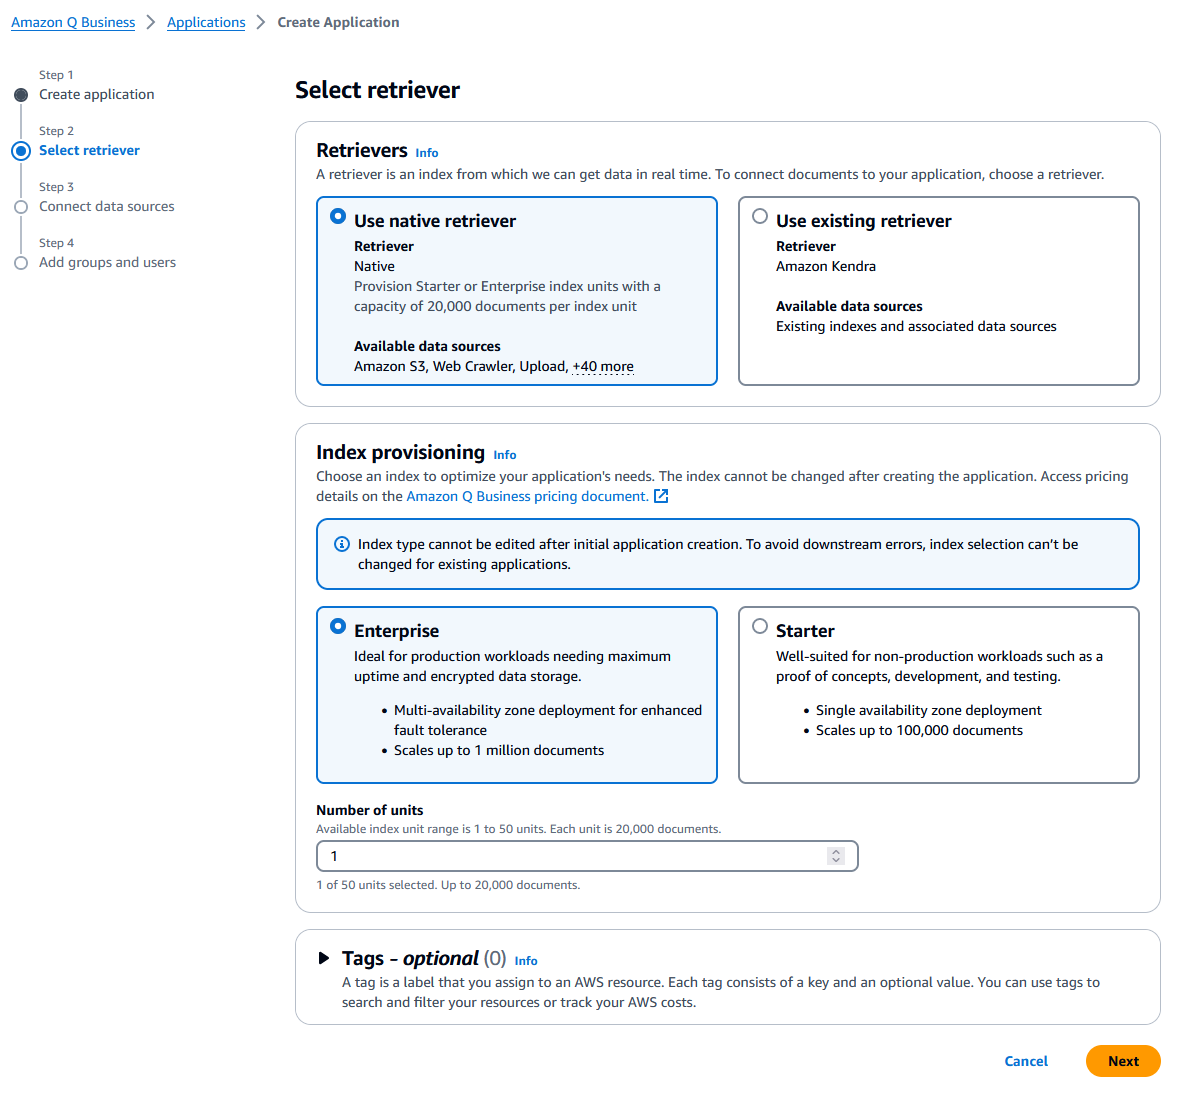 Amazon Q Business > Applications > Create Application
Step 1
Create application
Step 2
Select retriever
Step 3
Connect data sources
Step 4
Add groups and users
Select retriever
Retrievers Info
A retriever is an index from which we can get data in real time. To connect documents to your application, choose a retriever.
Use native retriever
Retriever
Native
Provision Starter or Enterprise index units with a
capacity of 20,000 documents per index unit
Available data sources
Amazon S3, Web Crawler, Upload, +40 more
Use existing retriever
Retriever
Amazon Kendra
Available data sources
Existing indexes and associated data sources
Index provisioning Info
Choose an index to optimize your application's needs. The index cannot be changed after creating the application. Access pricing
details on the Amazon Q Business pricing document.
Index type cannot be edited after initial application creation. To avoid downstream errors, index selection can't be
changed for existing applications.
Enterprise
Ideal for production workloads needing maximum
uptime and encrypted data storage.
• Multi-availability zone deployment for enhanced
fault tolerance
• Scales up to 1 million documents
Starter
Well-suited for non-production workloads such as a
proof of concepts, development, and testing.
• Single availability zone deployment
• Scales up to 100,000 documents
Number of units
Available index unit range is 1 to 50 units. Each unit is 20,000 documents.
1
1 of 50 units selected. Up to 20,000 documents.
Tags - optional (0) Info
A tag is a label that you assign to an AWS resource. Each tag consists of a key and an optional value. You can use tags to
search and filter your resources or track your AWS costs.
Cancel
Next